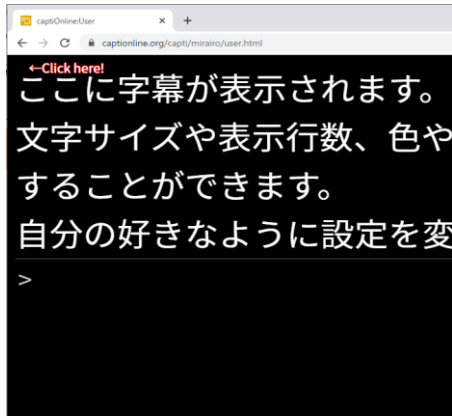 captiOnline:User
captionline.org/capti/mirairo/user.html
←Click here!
ここに字幕が表示されます。
文字サイズや表示行数、色や
することができます。
自分の好きなように設定を変
>